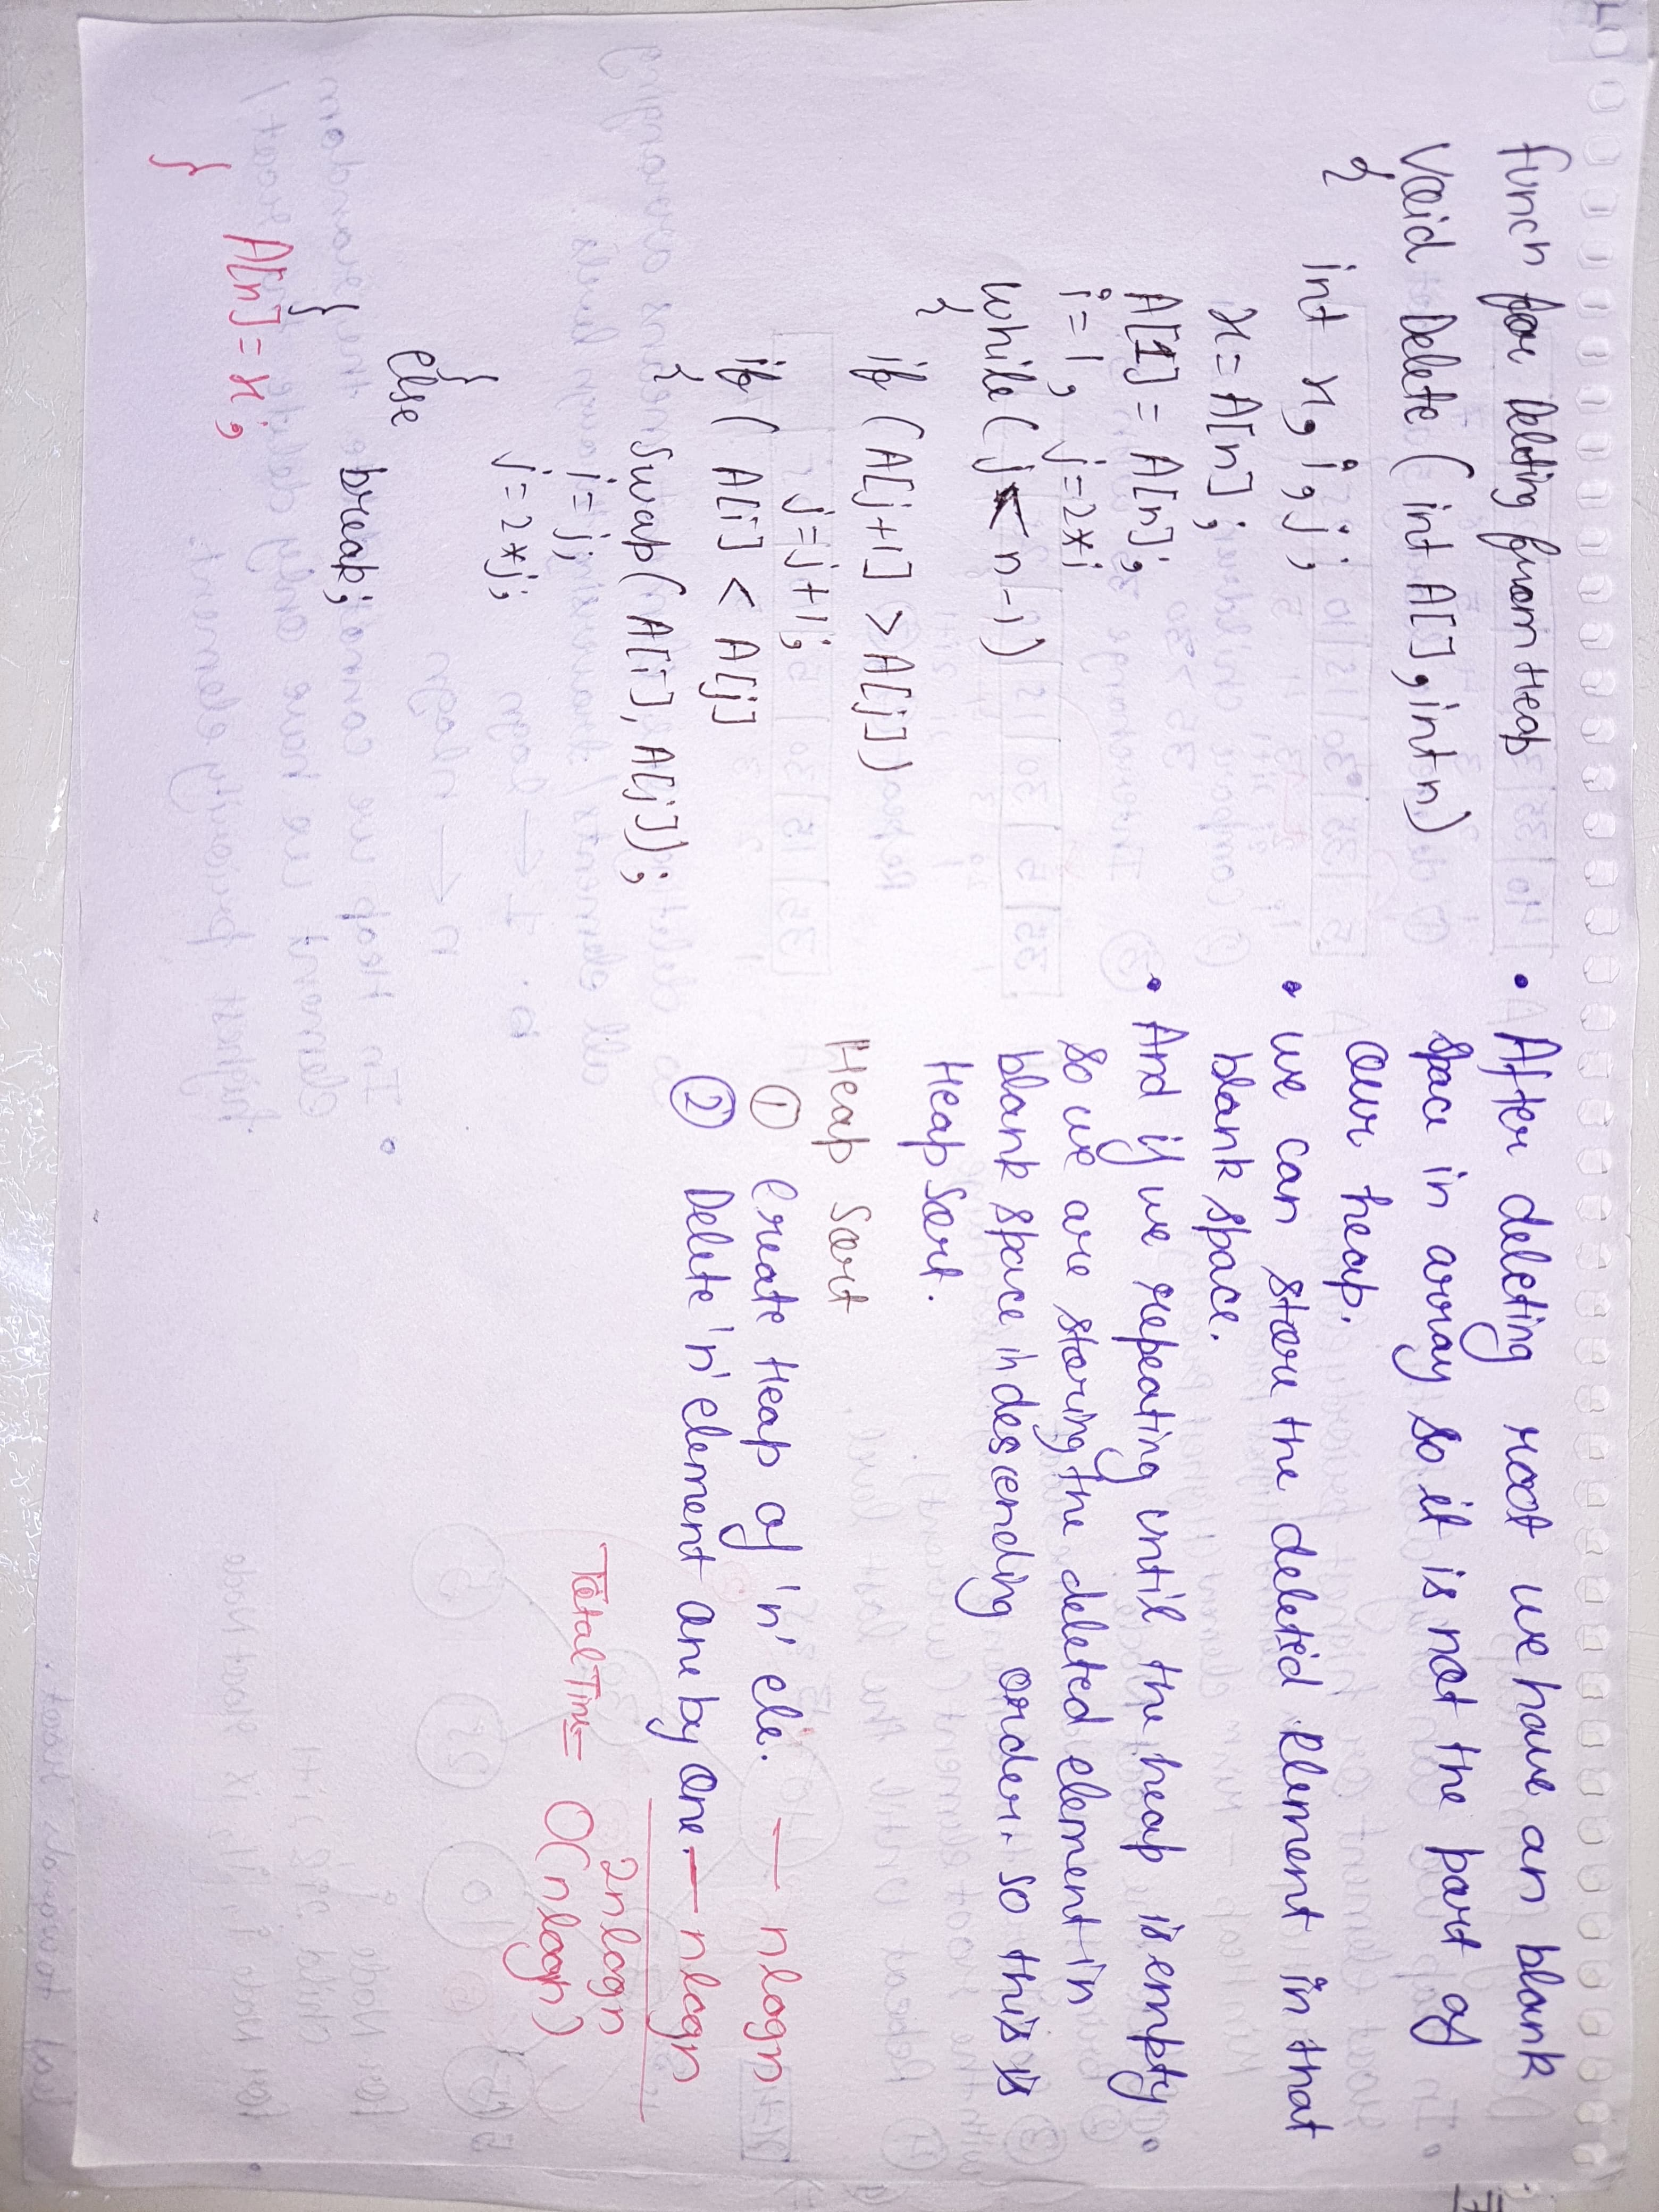 funcn for Deleting from Heap
Void Delete ( int A[], int n)
{ int x, i, j;
x = A[n];
A[1] = A[n];
i = 1, j = 2*i
while ( j < n-1)
{
if (A[j+1] > A[j])
j = j+1;
if ( A[i] < A[j]
{ Swap( A[i], A[j]);
i = j;
j = 2*j;
}
else
break;
}
A[n] = x;
}
• After deleting root we have an blank
space in array so it is not the part of
our heap.
• we can store the deleted Element in that
blank space.
• And if we repeating until the heap is empty
so we are storing the deleted element in
blank space in descending order. so this is
Heap Sort.
Heap Sort
① Create Heap of 'n' ele. — nlogn
② Delete 'n' element one by One. — nlogn
2nlogn
Total Time = O(nlogn)